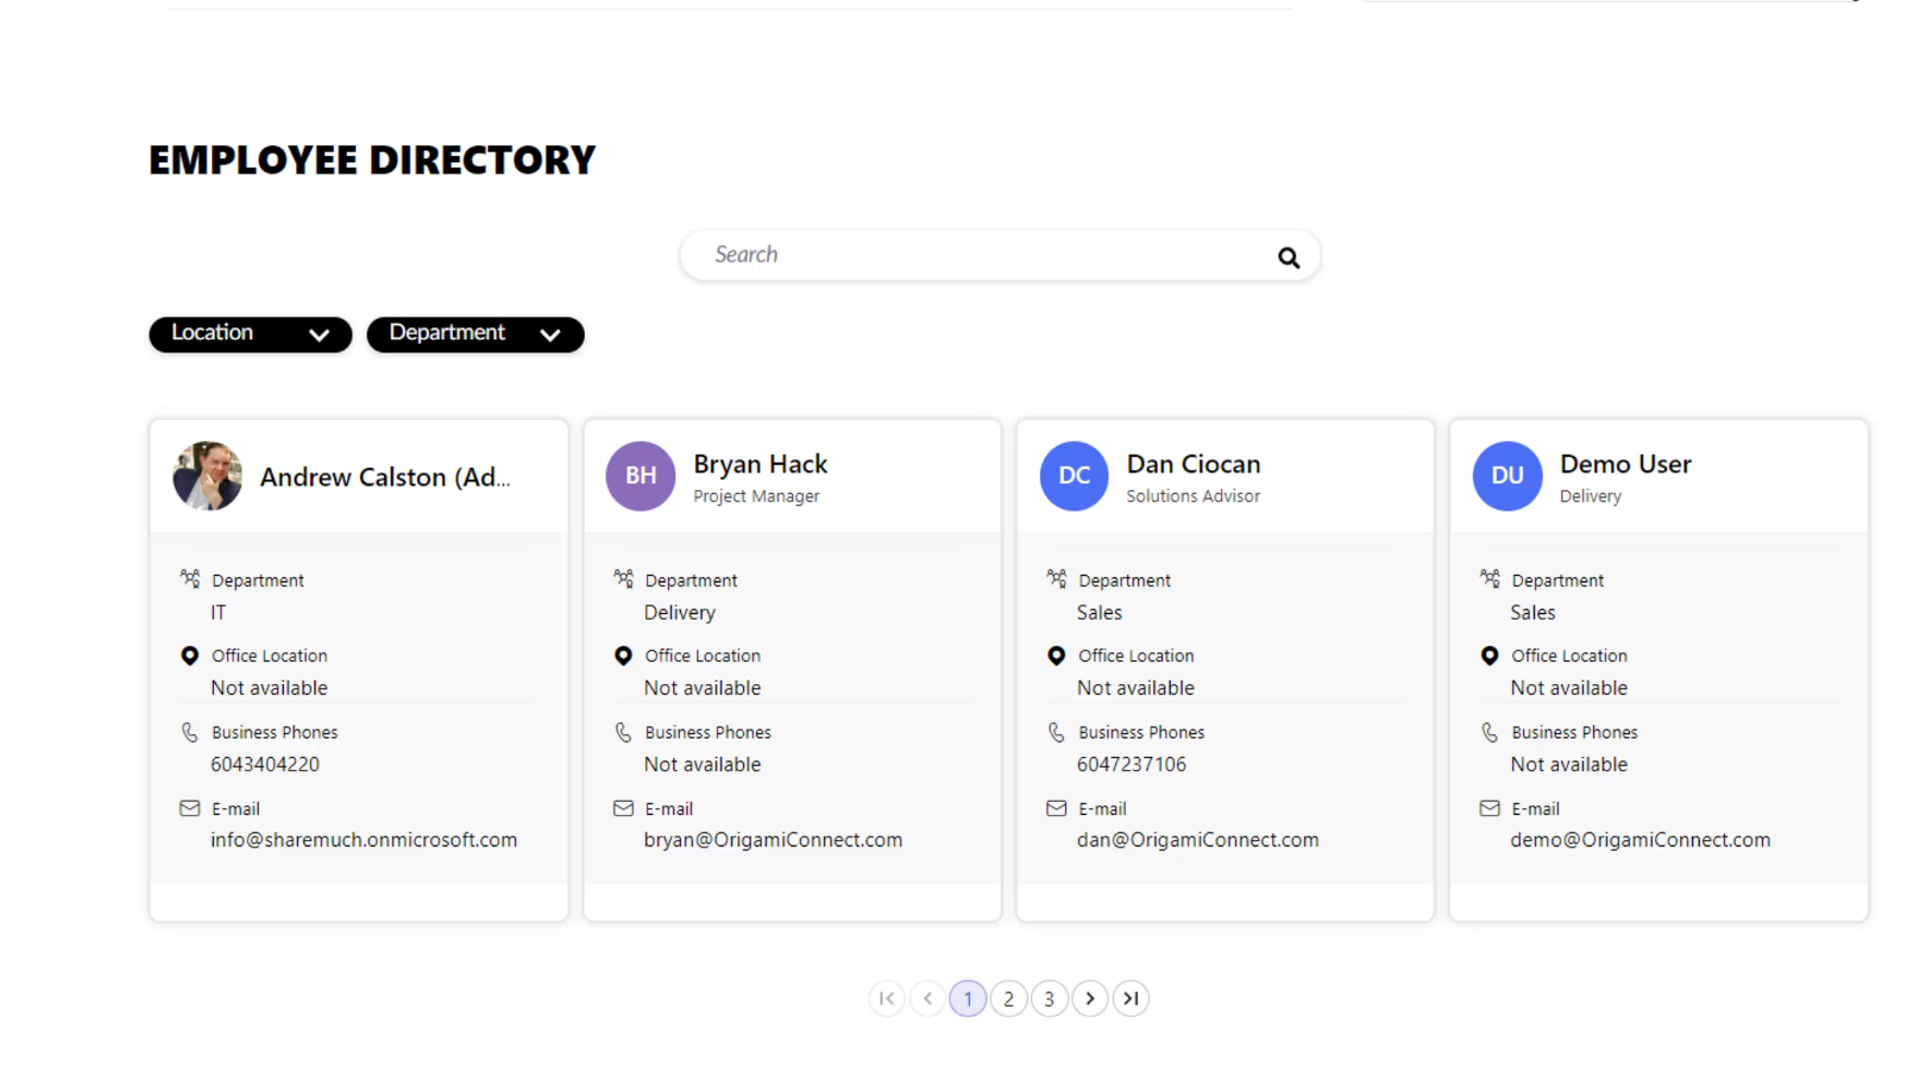 EMPLOYEE DIRECTORY
Search
Location
Department
Andrew Calston (Ad...
Department
IT
Office Location
Not available
Business Phones
6043404220
E-mail
info@sharemuch.onmicrosoft.com
BH
Bryan Hack
Project Manager
Department
Delivery
Office Location
Not available
Business Phones
Not available
E-mail
bryan@OrigamiConnect.com
DC
Dan Ciocan
Solutions Advisor
Department
Sales
Office Location
Not available
Business Phones
6047237106
E-mail
dan@OrigamiConnect.com
DU
Demo User
Delivery
Department
Sales
Office Location
Not available
Business Phones
Not available
E-mail
demo@OrigamiConnect.com
1 2 3